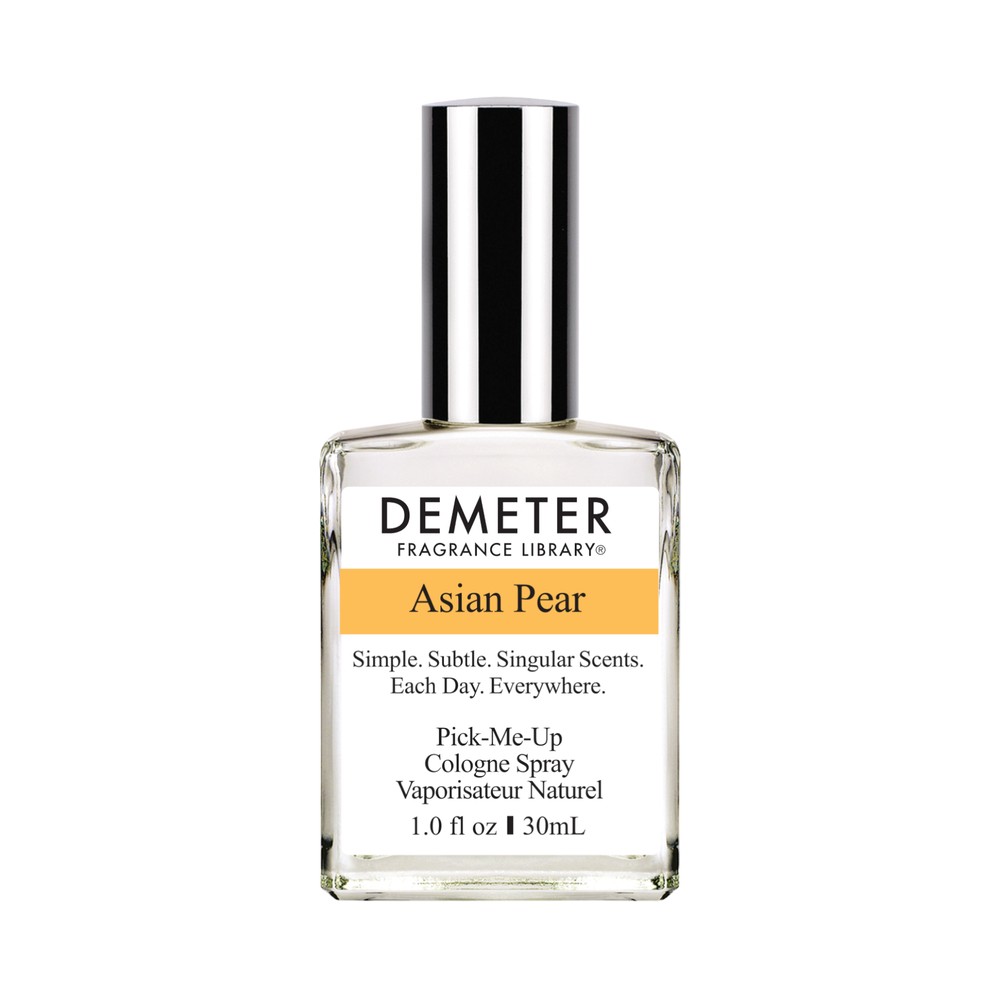 DEMETER
FRAGRANCE LIBRARY®
Asian Pear
Simple. Subtle. Singular Scents.
Each Day. Everywhere.
Pick-Me-Up
Cologne Spray
Vaporisateur Naturel
1.0 fl oz ▮ 30mL